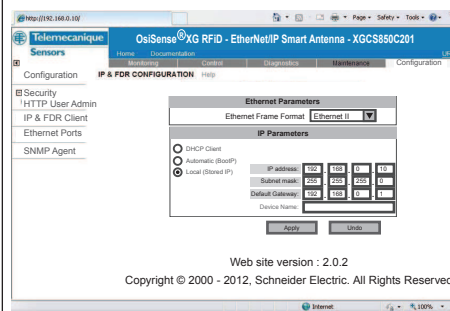 http://192.168.0.10/
Page Safety Tools
Telemecanique
Sensors
OsiSense®XG RFiD - EtherNet/IP Smart Antenna - XGCS850C201
Home Documentation
Monitoring Control Diagnostics Maintenance Configuration
Configuration
IP & FDR CONFIGURATION Help
Security
HTTP User Admin
IP & FDR Client
Ethernet Ports
SNMP Agent
Ethernet Parameters
Ethernet Frame Format Ethernet II
IP Parameters
DHCP Client
Automatic (BootP)
Local (Stored IP)
IP address: 192 . 168 . 0 . 10
Subnet mask: 255 . 255 . 255 . 0
Default Gateway: 192 . 168 . 0 . 1
Device Name:
Apply Undo
Web site version : 2.0.2
Copyright © 2000 - 2012, Schneider Electric. All Rights Reserved
Internet 100%